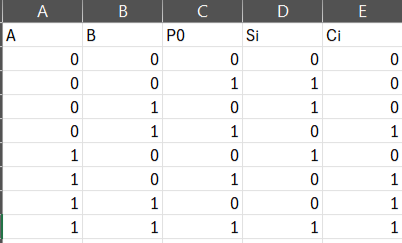 A B C D E
A B P0 Si Ci
0 0 0 0 0
0 0 1 1 0
0 1 0 1 0
0 1 1 0 1
1 0 0 1 0
1 0 1 0 1
1 1 0 0 1
1 1 1 1 1